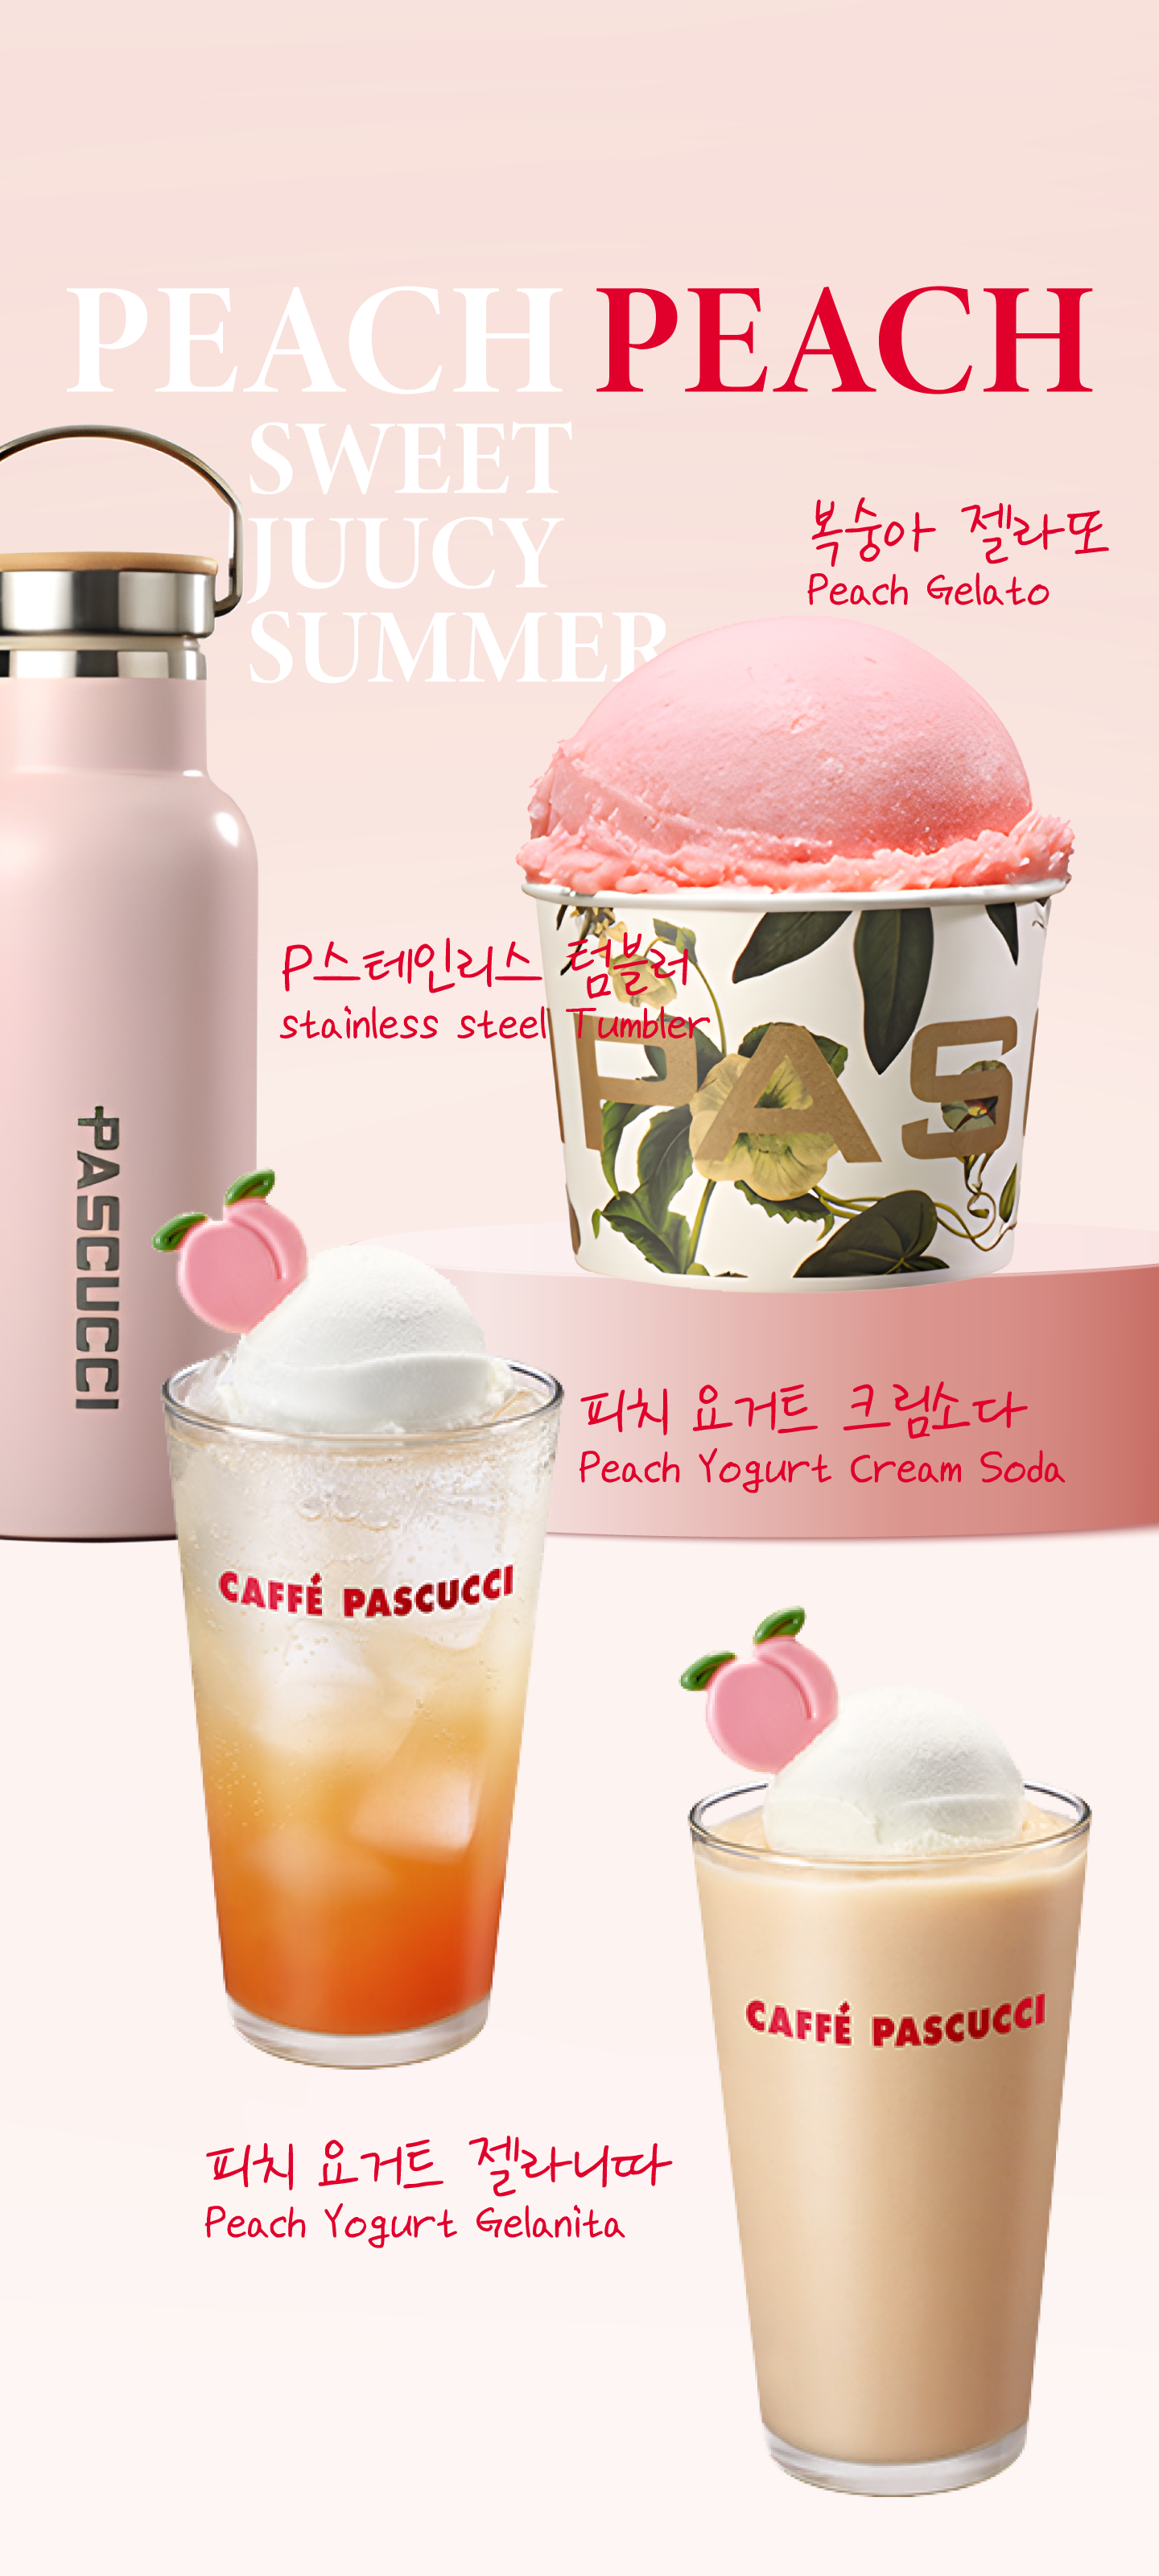 PEACH PEACH
SWEET
JUUCY
SUMMER
복숭아 젤라또
Peach Gelato
P스테인리스 텀블러
stainless steel Tumbler
PAS
PASCUCCI
피치 요거트 크림소다
Peach Yogurt Cream Soda
CAFFÉ PASCUCCI
CAFFÉ PASCUCCI
피치 요거트 젤라니따
Peach Yogurt Gelanita